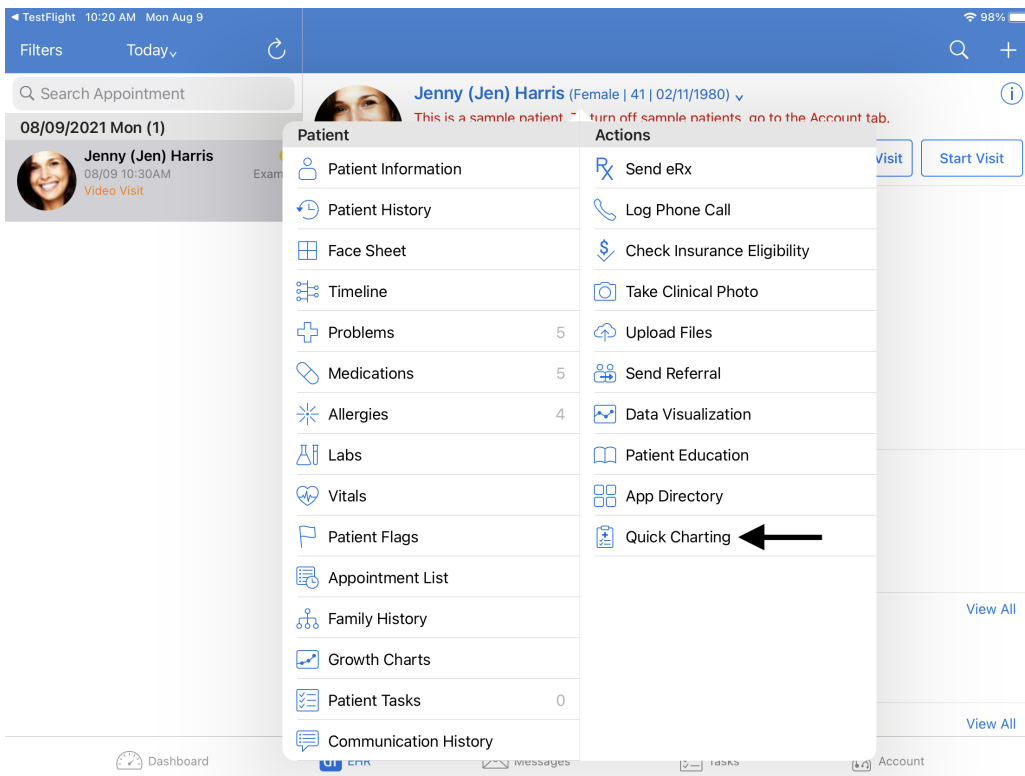 ◀ TestFlight 10:20 AM Mon Aug 9
98%
Filters
Today
Search Appointment
08/09/2021 Mon (1)
Jenny (Jen) Harris
08/09 10:30AM
Exam
Video Visit
Jenny (Jen) Harris (Female | 41 | 02/11/1980)
This is a sample patient. turn off sample patients, go to the Account tab.
Visit
Start Visit
Patient
Patient Information
Patient History
Face Sheet
Timeline
Problems 5
Medications 5
Allergies 4
Labs
Vitals
Patient Flags
Appointment List
Family History
Growth Charts
Patient Tasks 0
Communication History
Actions
Send eRx
Log Phone Call
Check Insurance Eligibility
Take Clinical Photo
Upload Files
Send Referral
Data Visualization
Patient Education
App Directory
Quick Charting
View All
View All
Dashboard
EHR
Messages
Tasks
Account